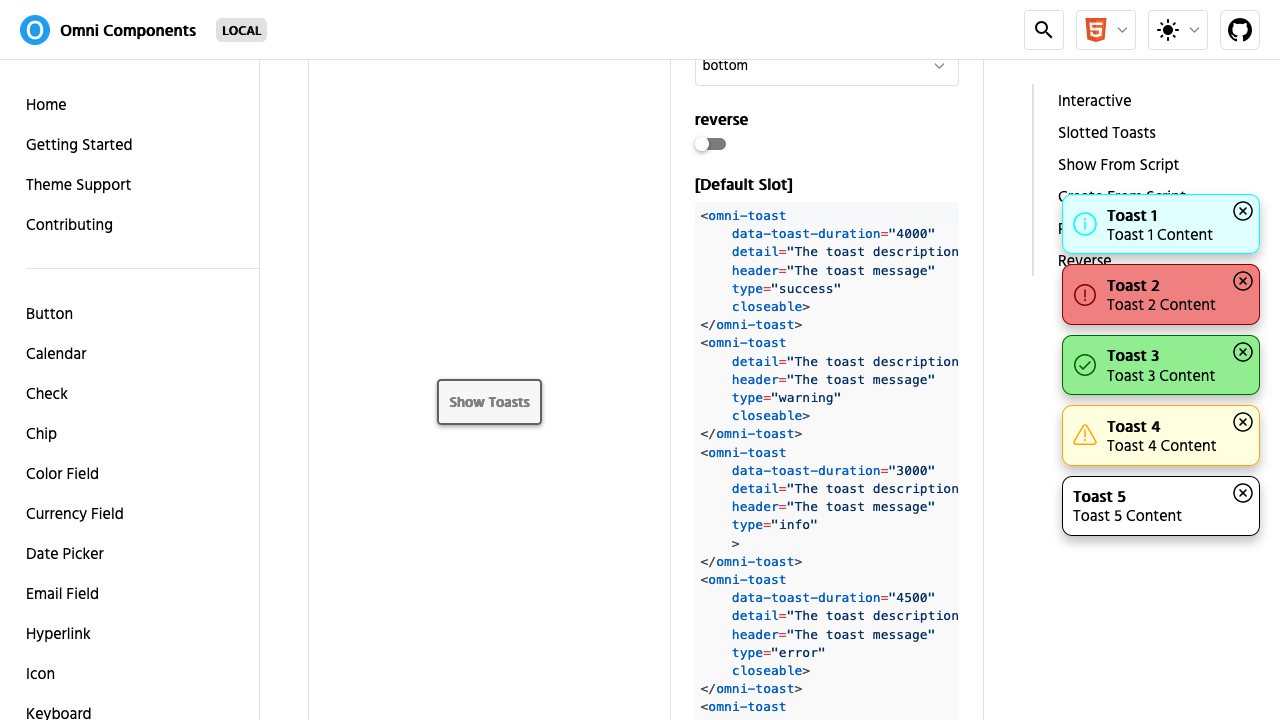 Omni Components
LOCAL
Home
Getting Started
Theme Support
Contributing
Button
Calendar
Check
Chip
Color Field
Currency Field
Date Picker
Email Field
Hyperlink
Icon
Keyboard
Show Toasts
bottom
reverse
[Default Slot]
<omni-toast
    data-toast-duration="4000"
    detail="The toast description
    header="The toast message"
    type="success"
    closeable>
</omni-toast>
<omni-toast
    detail="The toast description
    header="The toast message"
    type="warning"
    closeable>
</omni-toast>
<omni-toast
    data-toast-duration="3000"
    detail="The toast description
    header="The toast message"
    type="info"
    >
</omni-toast>
<omni-toast
    data-toast-duration="4500"
    detail="The toast description
    header="The toast message"
    type="error"
    closeable>
</omni-toast>
<omni-toast
Interactive
Slotted Toasts
Show From Script
Create From Script
Reverse
Toast 1
Toast 1 Content
Toast 2
Toast 2 Content
Toast 3
Toast 3 Content
Toast 4
Toast 4 Content
Toast 5
Toast 5 Content